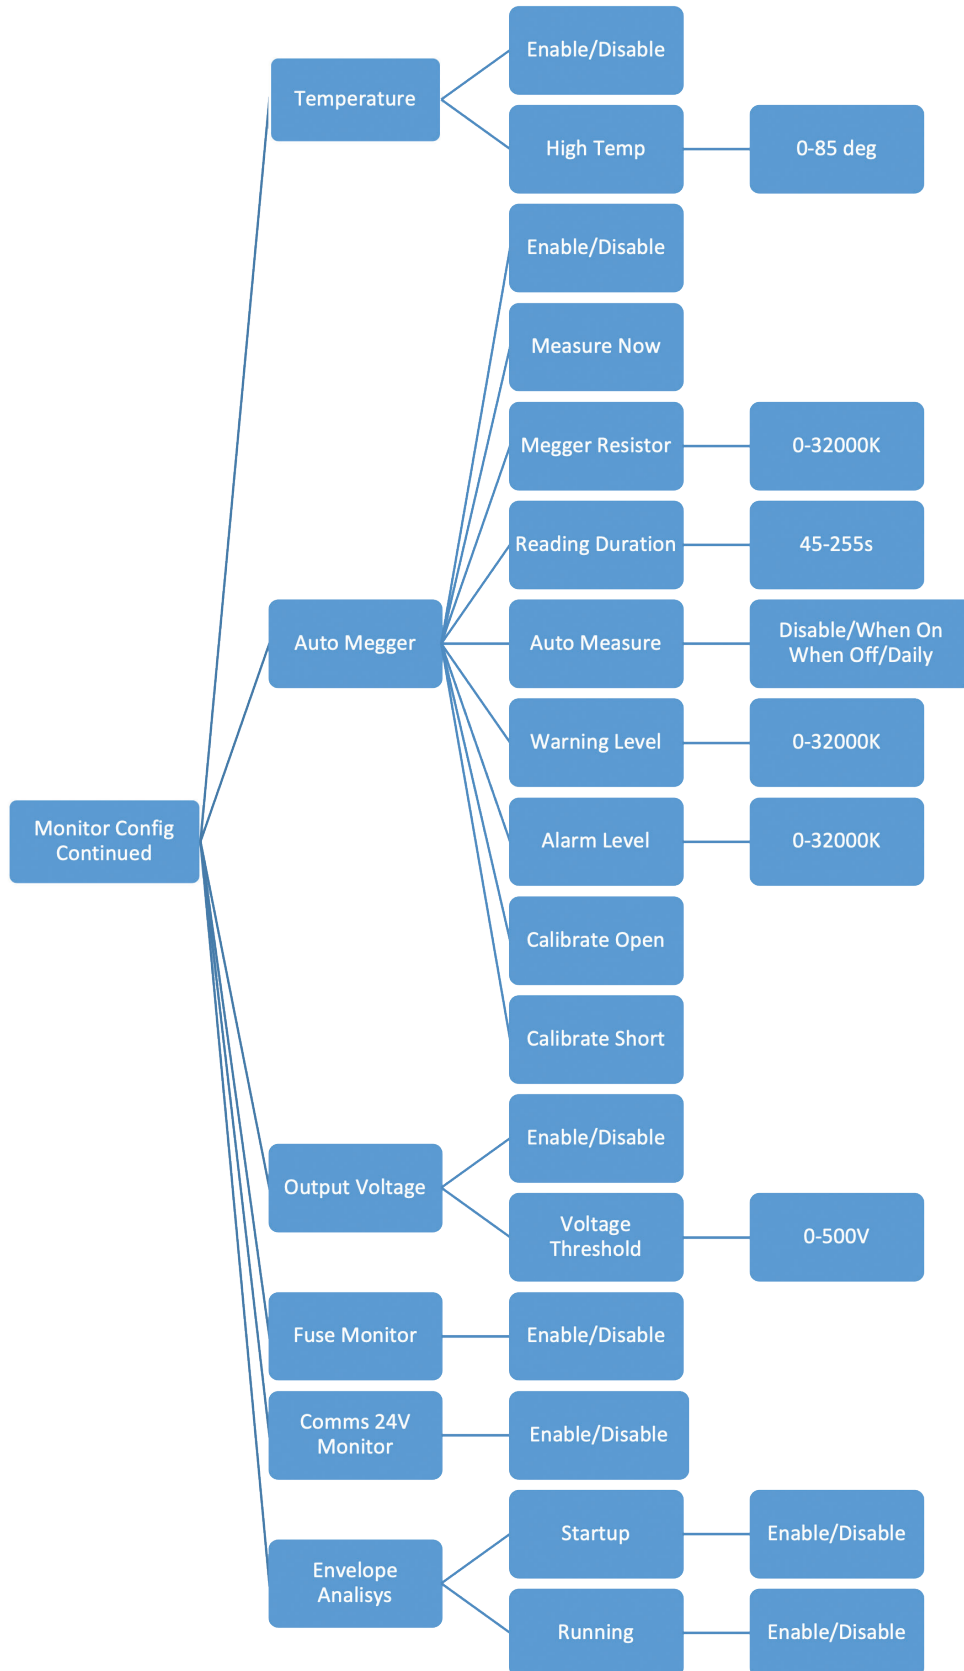 Enable/Disable
Temperature
High Temp
0-85 deg
Enable/Disable
Measure Now
Megger Resistor
0-32000K
Reading Duration
45-255s
Auto Megger
Auto Measure
Disable/When On
When Off/Daily
Warning Level
0-32000K
Monitor Config
Continued
Alarm Level
0-32000K
Calibrate Open
Calibrate Short
Enable/Disable
Output Voltage
Voltage
Threshold
0-500V
Fuse Monitor
Enable/Disable
Comms 24V
Monitor
Enable/Disable
Startup
Enable/Disable
Envelope
Analisys
Running
Enable/Disable